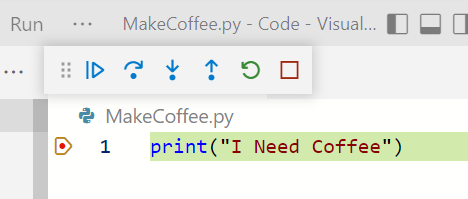 Run ... MakeCoffee.py - Code - Visual...
...
MakeCoffee.py
1 print("I Need Coffee")